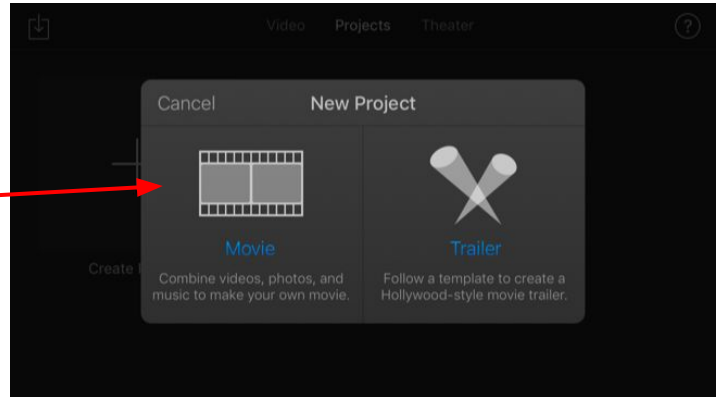 Video Projects Theater ?
Cancel New Project
Movie Trailer
Create
Combine videos, photos, and
music to make your own movie.
Follow a template to create a
Hollywood-style movie trailer.